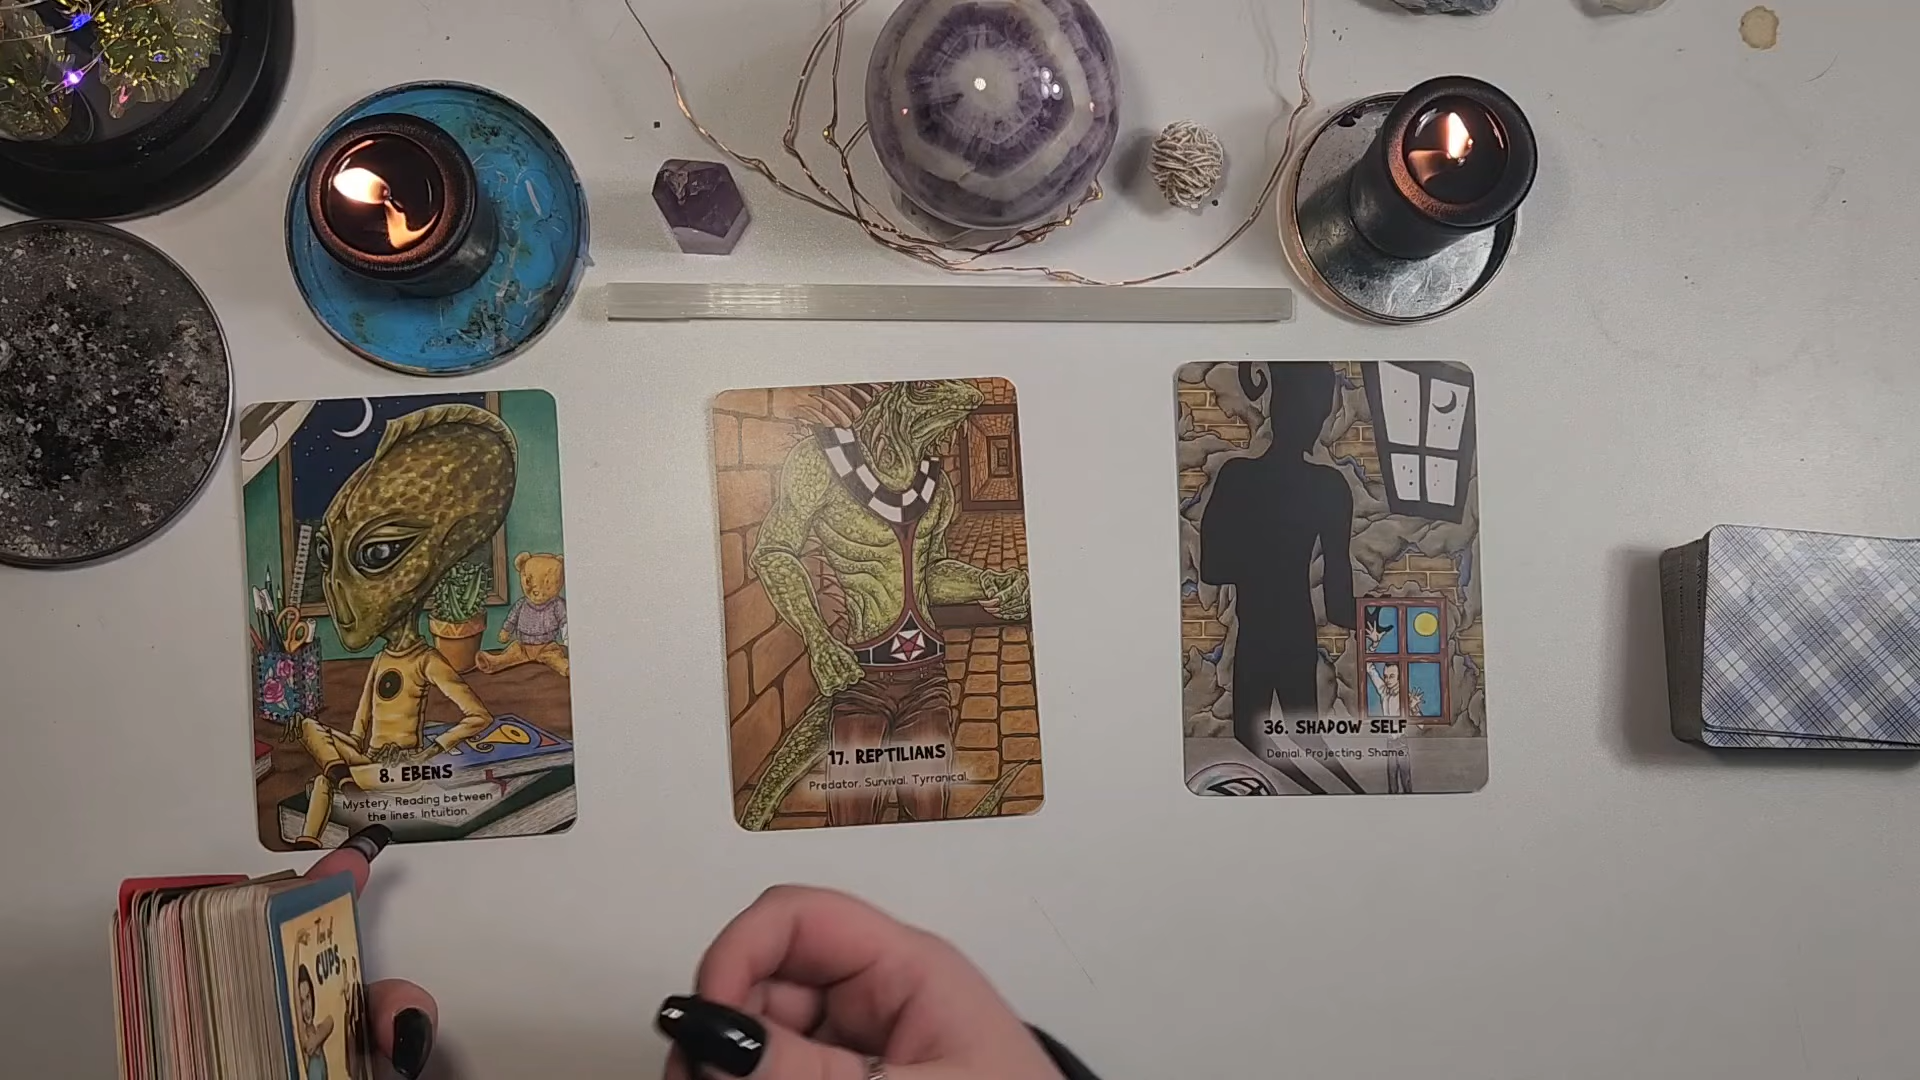 8. EBENS
Mystery. Reading between
the lines. Intuition.
17. REPTILIANS
Predator. Survival. Tyrranical.
36. SHADOW SELF
Denial. Projecting. Shame.
Ten of
CUPS